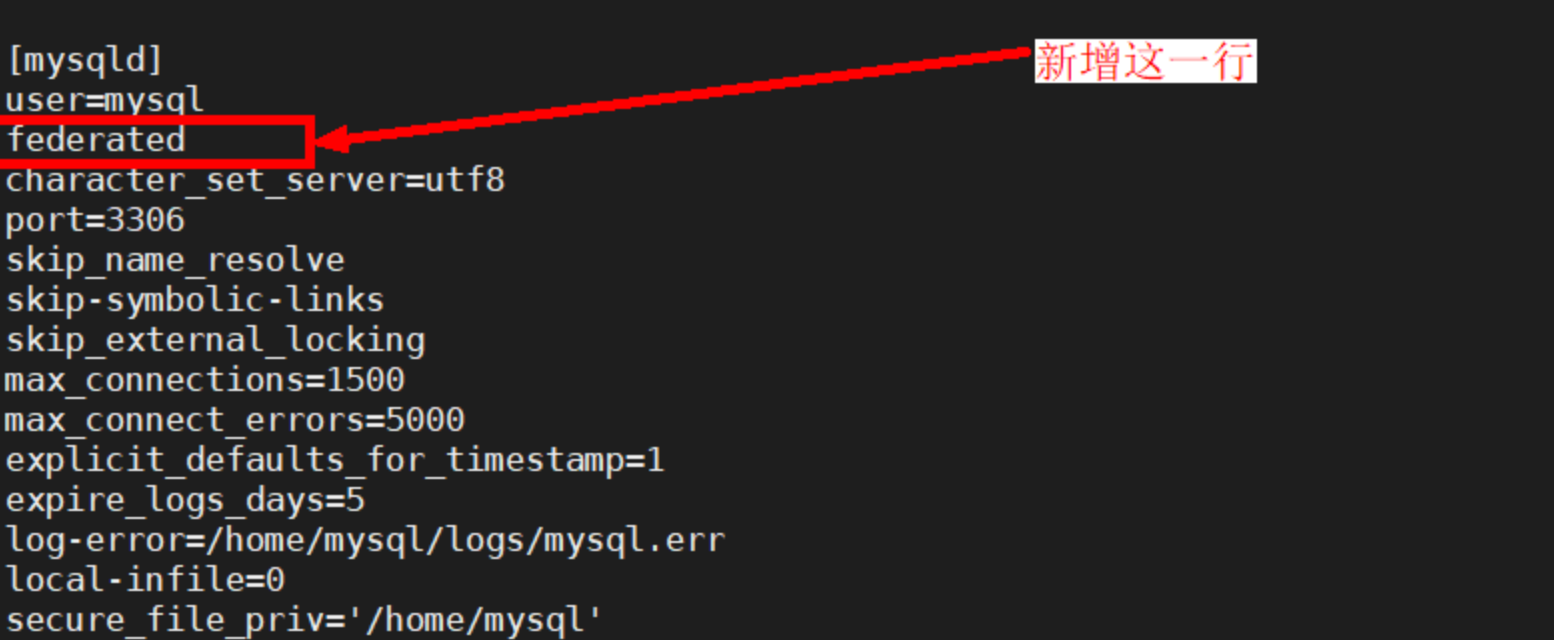 [mysqld]
新增这一行
user=mysql
federated
character_set_server=utf8
port=3306
skip_name_resolve
skip-symbolic-links
skip_external_locking
max_connections=1500
max_connect_errors=5000
explicit_defaults_for_timestamp=1
expire_logs_days=5
log-error=/home/mysql/logs/mysql.err
local-infile=0
secure_file_priv='/home/mysql'